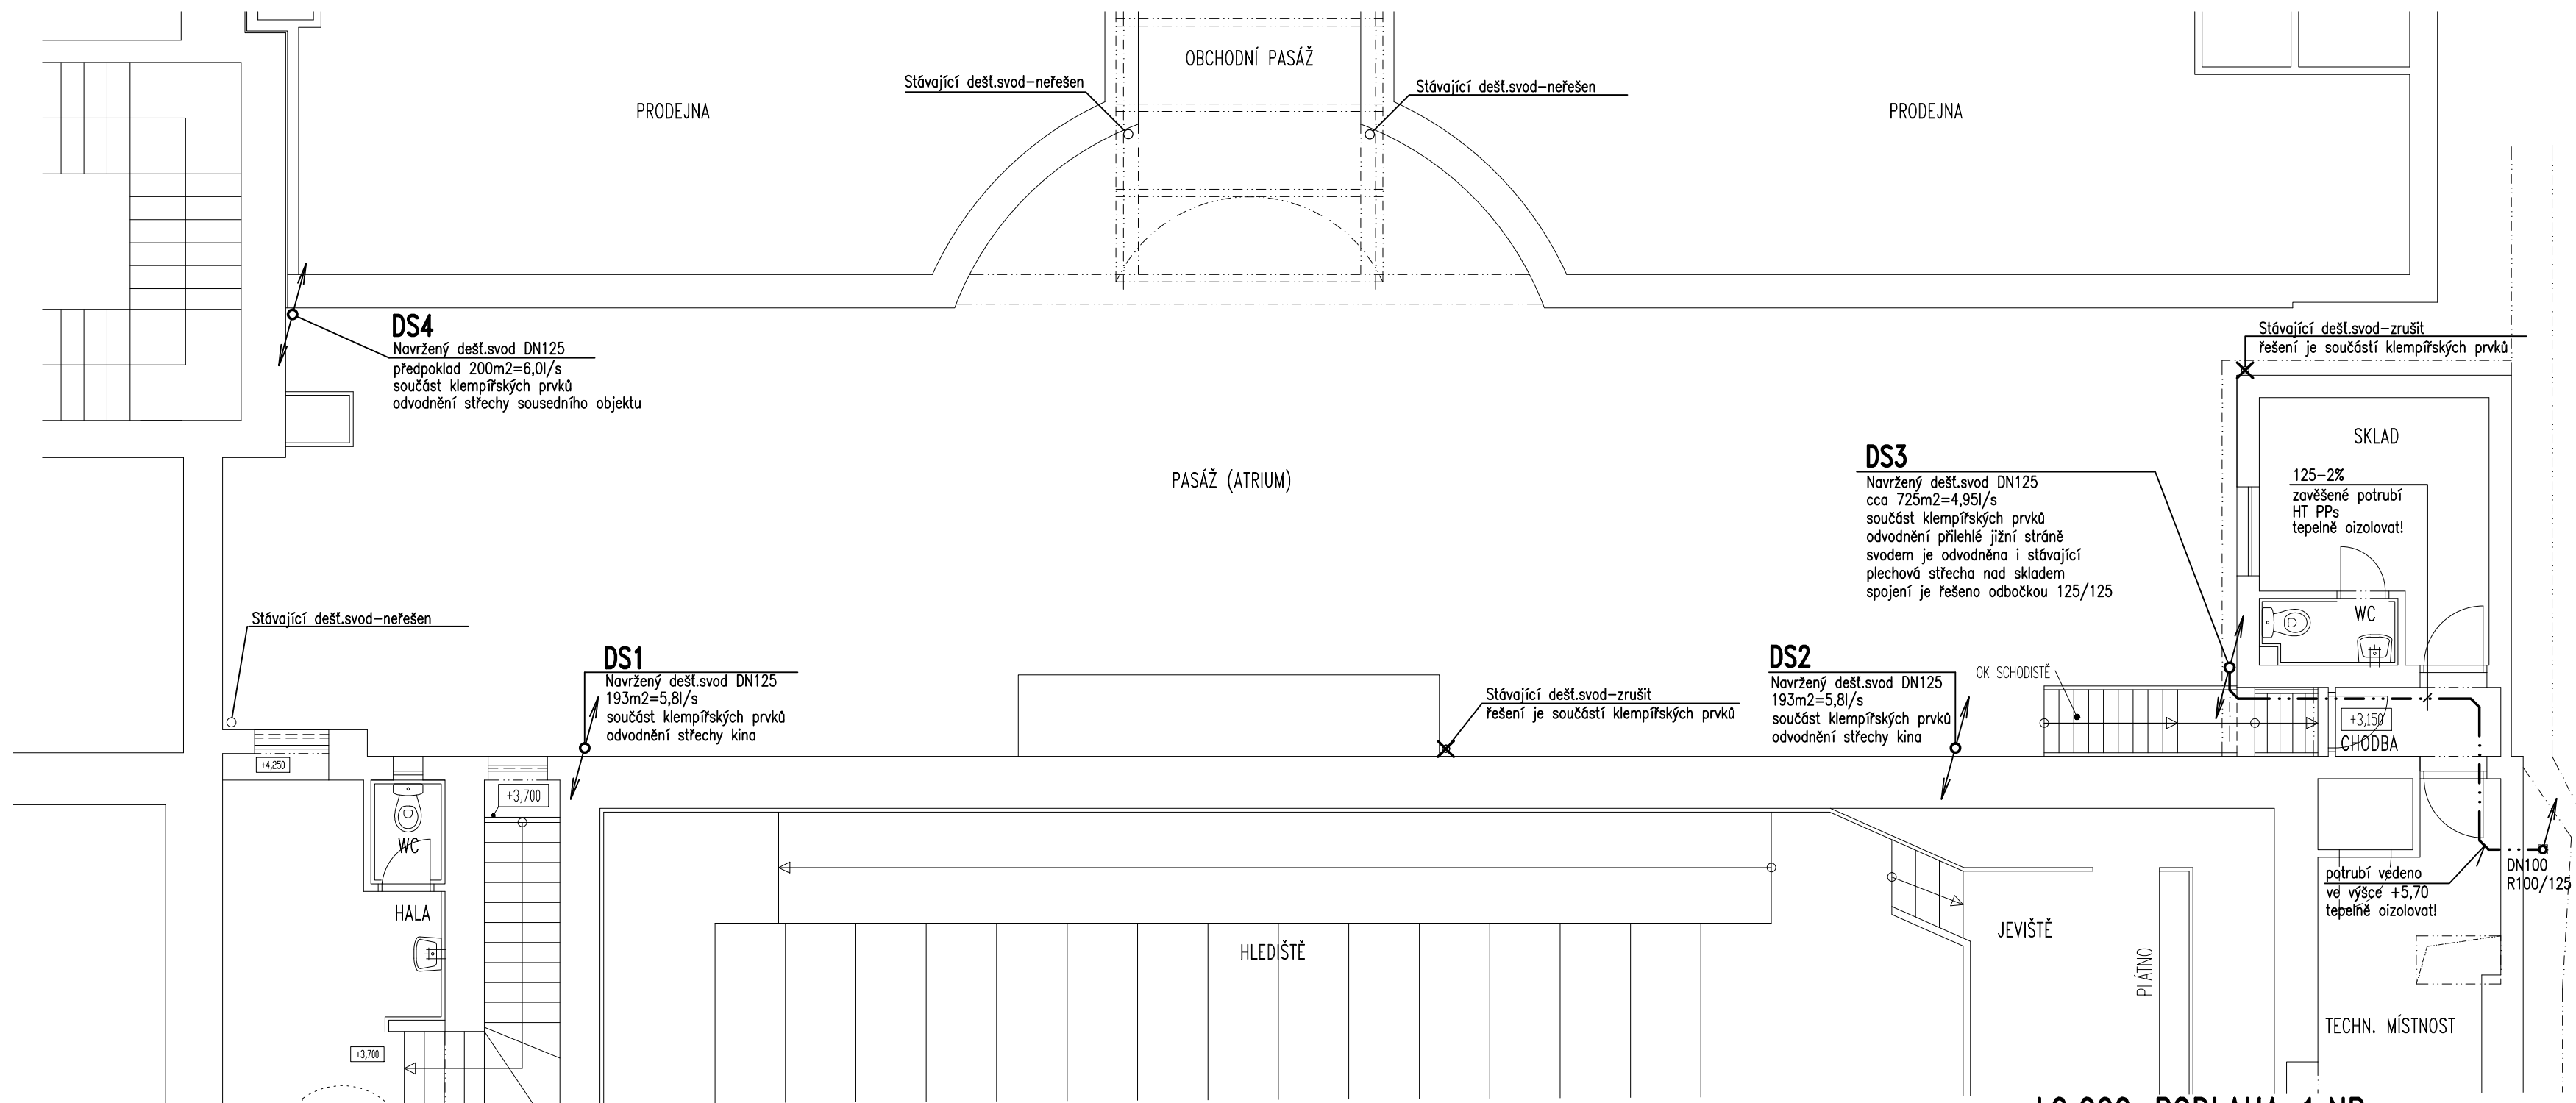 OBCHODNÍ PASÁŽ
Stávající dešť.svod-neřešen
Stávající dešť.svod-neřešen
PRODEJNA
PRODEJNA
DS4
Navržený dešť.svod DN125
předpoklad 200m2=6,0l/s
součást klempířských prvků
odvodnění střechy sousedního objektu
Stávající dešť.svod-zrušit
řešení je součástí klempířských prvků
SKLAD
PASÁŽ (ATRIUM)
DS3
Navržený dešť.svod DN125
cca 725m2=4,95l/s
součást klempířských prvků
odvodnění přilehlé jižní stráně
svodem je odvodněna i stávající
plechová střecha nad skladem
spojení je řešeno odbočkou 125/125
125-2%
zavěšené potrubí
HT PPs
tepelně oizolovat!
WC
Stávající dešť.svod-neřešen
DS1
Navržený dešť.svod DN125
193m2=5,8l/s
součást klempířských prvků
odvodnění střechy kina
Stávající dešť.svod-zrušit
řešení je součástí klempířských prvků
DS2
Navržený dešť.svod DN125
193m2=5,8l/s
součást klempířských prvků
odvodnění střechy kina
OK SCHODISTĚ
+3,150
CHODBA
+4,250
+3,700
WC
HALA
+3,700
HLEDIŠTĚ
JEVIŠTĚ
PLÁTNO
potrubí vedeno
ve výšce +5,70
tepelně oizolovat!
DN100
R100/125
TECHN. MÍSTNOST